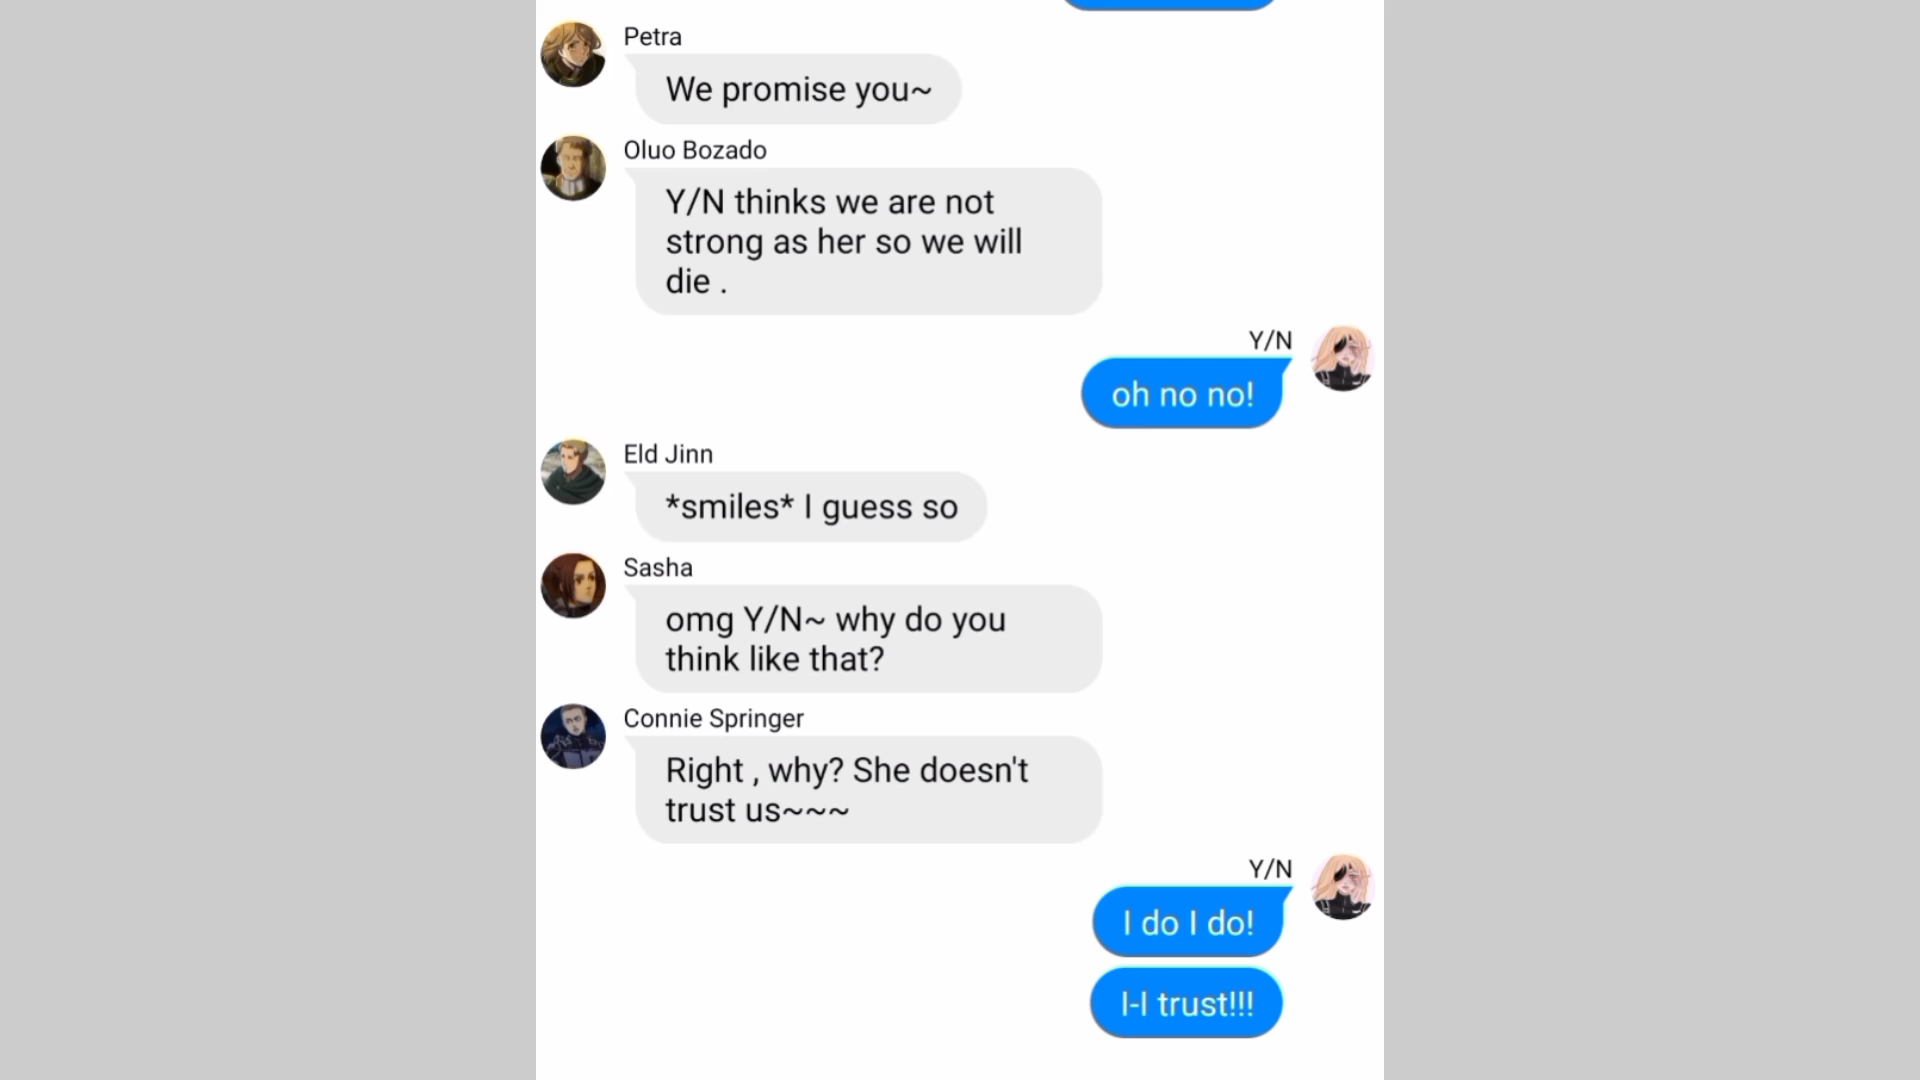 Petra
We promise you~
Oluo Bozado
Y/N thinks we are not
strong as her so we will
die .
Y/N
oh no no!
Eld Jinn
*smiles* I guess so
Sasha
omg Y/N~ why do you
think like that?
Connie Springer
Right , why? She doesn't
trust us~~~
Y/N
I do I do!
I-I trust!!!